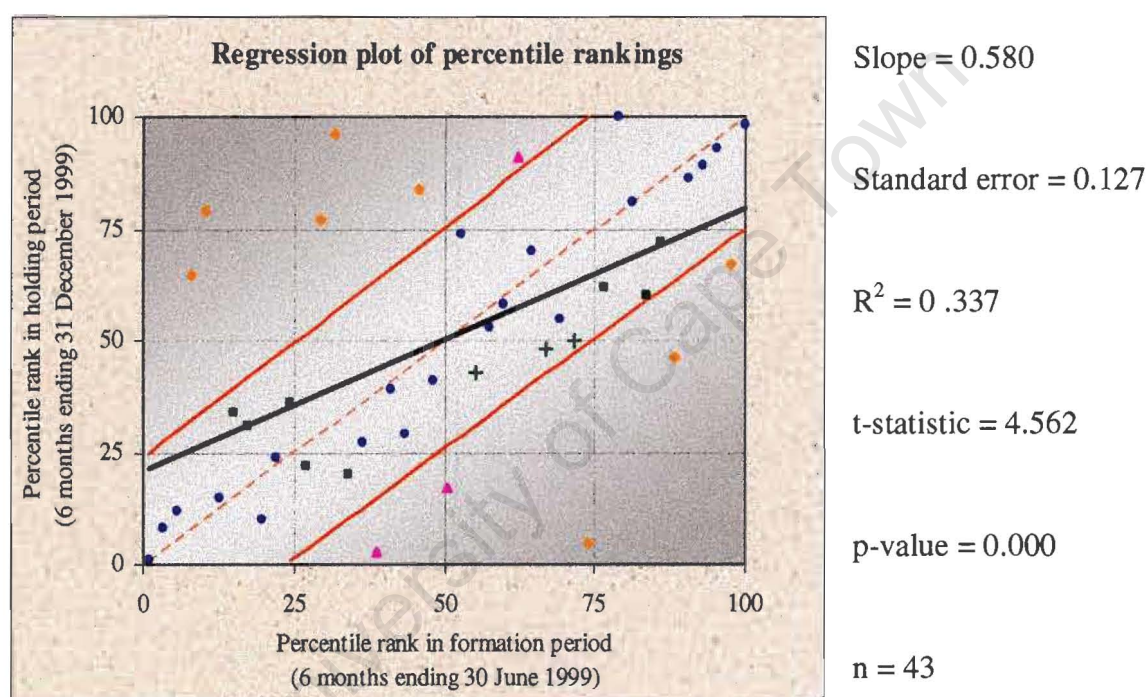 Regression plot of percentile rankings
Percentile rank in holding period
(6 months ending 31 December 1999)
100
75
50
25
0
0 25 50 75 100
Percentile rank in formation period
(6 months ending 30 June 1999)
Slope = 0.580
Standard error = 0.127
R² = 0 .337
t-statistic = 4.562
p-value = 0.000
n = 43
University of Cape Town